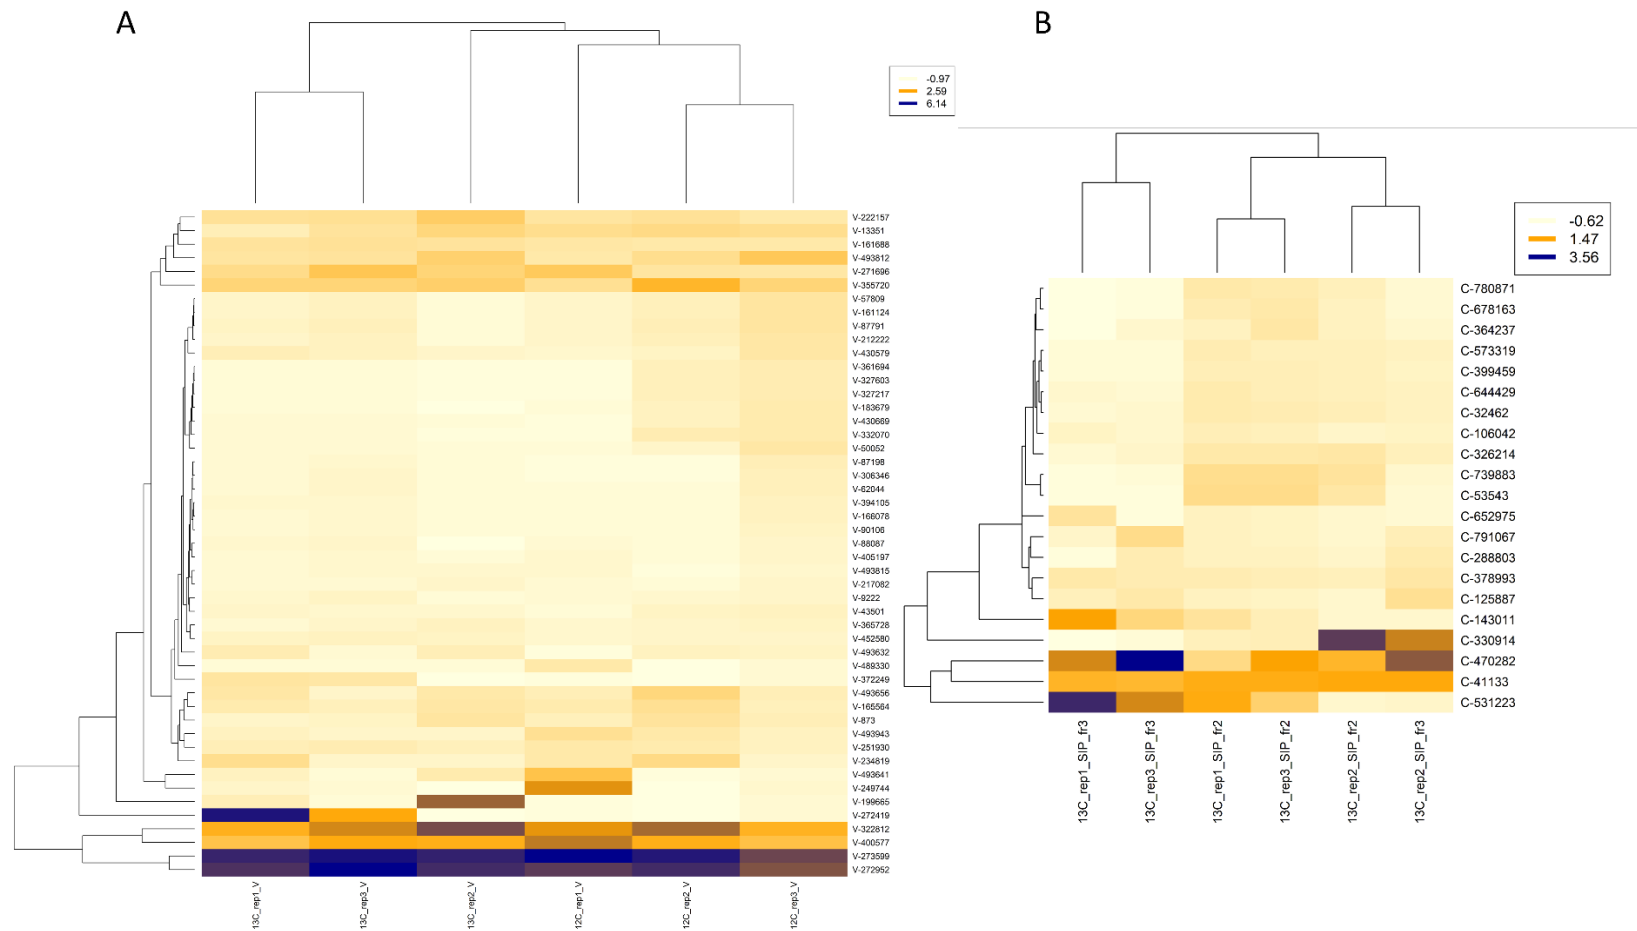 A
B
-0.97
2.59
6.14
-0.62
1.47
3.56
V-222157
V-13351
V-161688
V-493812
V-271696
V-355720
V-57809
V-161124
V-87791
V-212222
V-430579
V-361694
V-327603
V-327217
V-183679
V-430669
V-332070
V-50052
V-87198
V-306346
V-62044
V-394105
V-166078
V-90106
V-88087
V-405197
V-493815
V-217082
V-9222
V-43501
V-365728
V-452580
V-493632
V-489330
V-372249
V-493656
V-165564
V-873
V-493943
V-251930
V-234819
V-493641
V-249744
V-199665
V-272419
V-322812
V-400577
V-273599
V-272952
13C_rep1_V
13C_rep3_V
13C_rep2_V
12C_rep1_V
12C_rep2_V
12C_rep3_V
C-780871
C-678163
C-364237
C-573319
C-399459
C-644429
C-32462
C-106042
C-326214
C-739883
C-53543
C-652975
C-791067
C-288803
C-378993
C-125887
C-143011
C-330914
C-470282
C-41133
C-531223
13C_rep1_SIP_fr3
13C_rep3_SIP_fr3
13C_rep1_SIP_fr2
13C_rep3_SIP_fr2
13C_rep2_SIP_fr2
13C_rep2_SIP_fr3